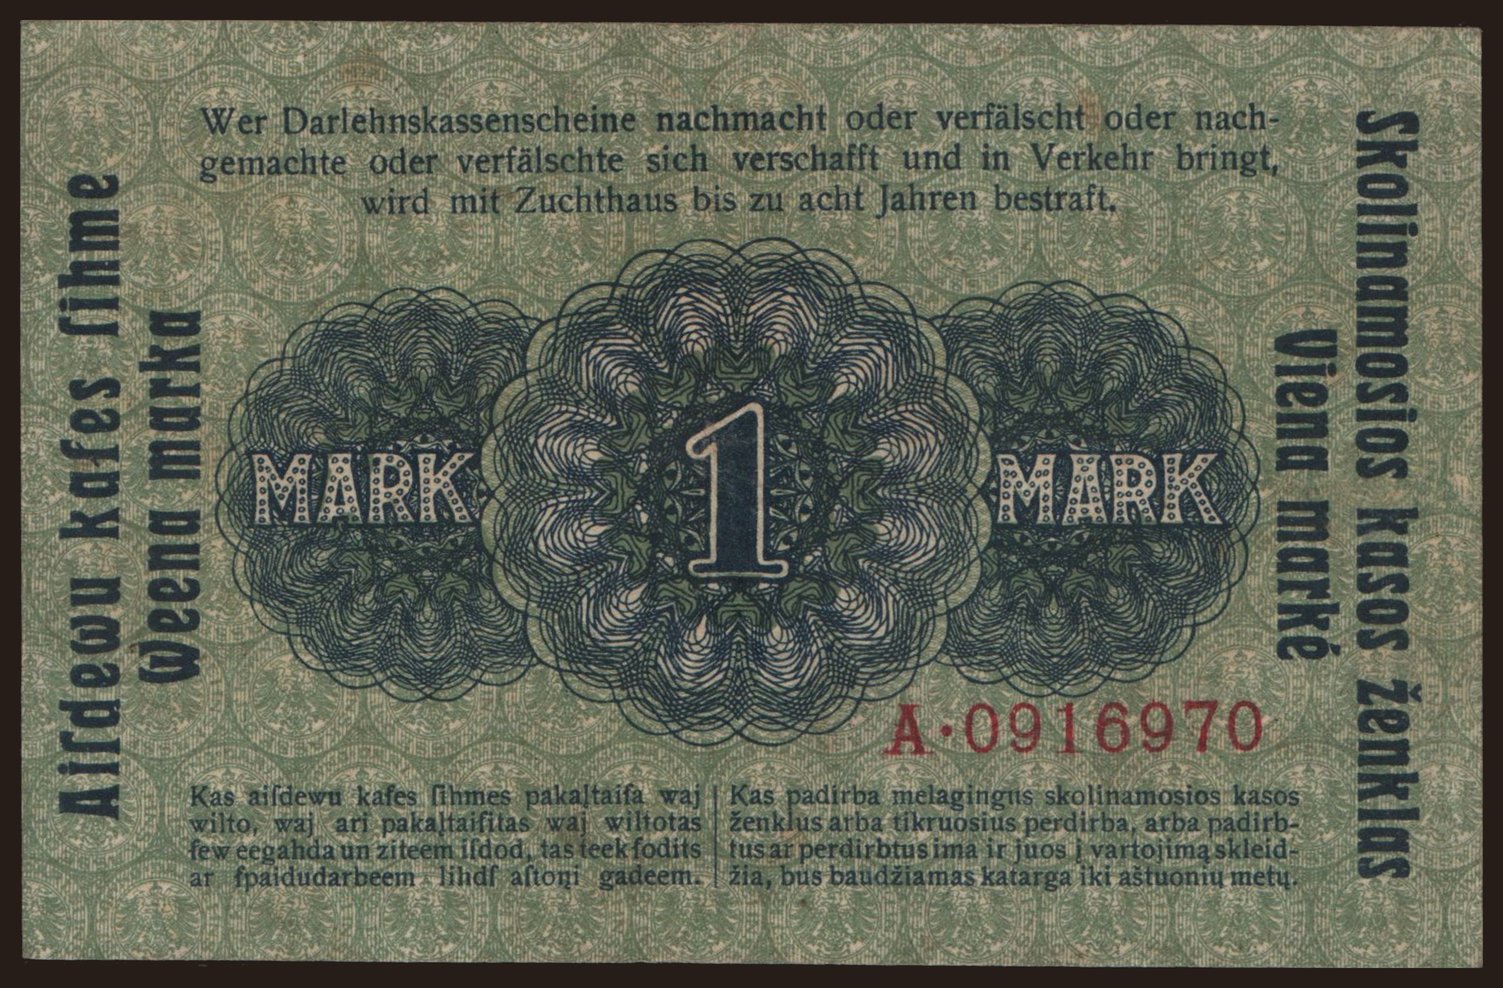 Wer Darlehnskassenscheine nachmacht oder verfälscht oder nach-
gemachte oder verfälschte sich verschafft und in Verkehr bringt,
wird mit Zuchthaus bis zu acht Jahren bestraft.
Aiſdewu kaſes ſihme
Weena marka
MARK
1
MARK
Skolinamosios kasos ženklas
Viena markė
A·0916970
Kas aiſdewu kaſes ſihmes pakaļtaiſa waj
wilto, waj ari pakaļtaiſitas waj wiltotas
ſew eegahda un ziteem iſdod, tas teek ſodits
ar ſpaidu darbeem lihdſ aſtoņi gadeem.
Kas padirba melagingus skolinamosios kasos
ženklus arba tikruosius perdirba, arba padirb-
tus ar perdirbtus ima ir juos į vartojimą skleid-
žia, bus baudžiamas katarga iki aštuonių metų.